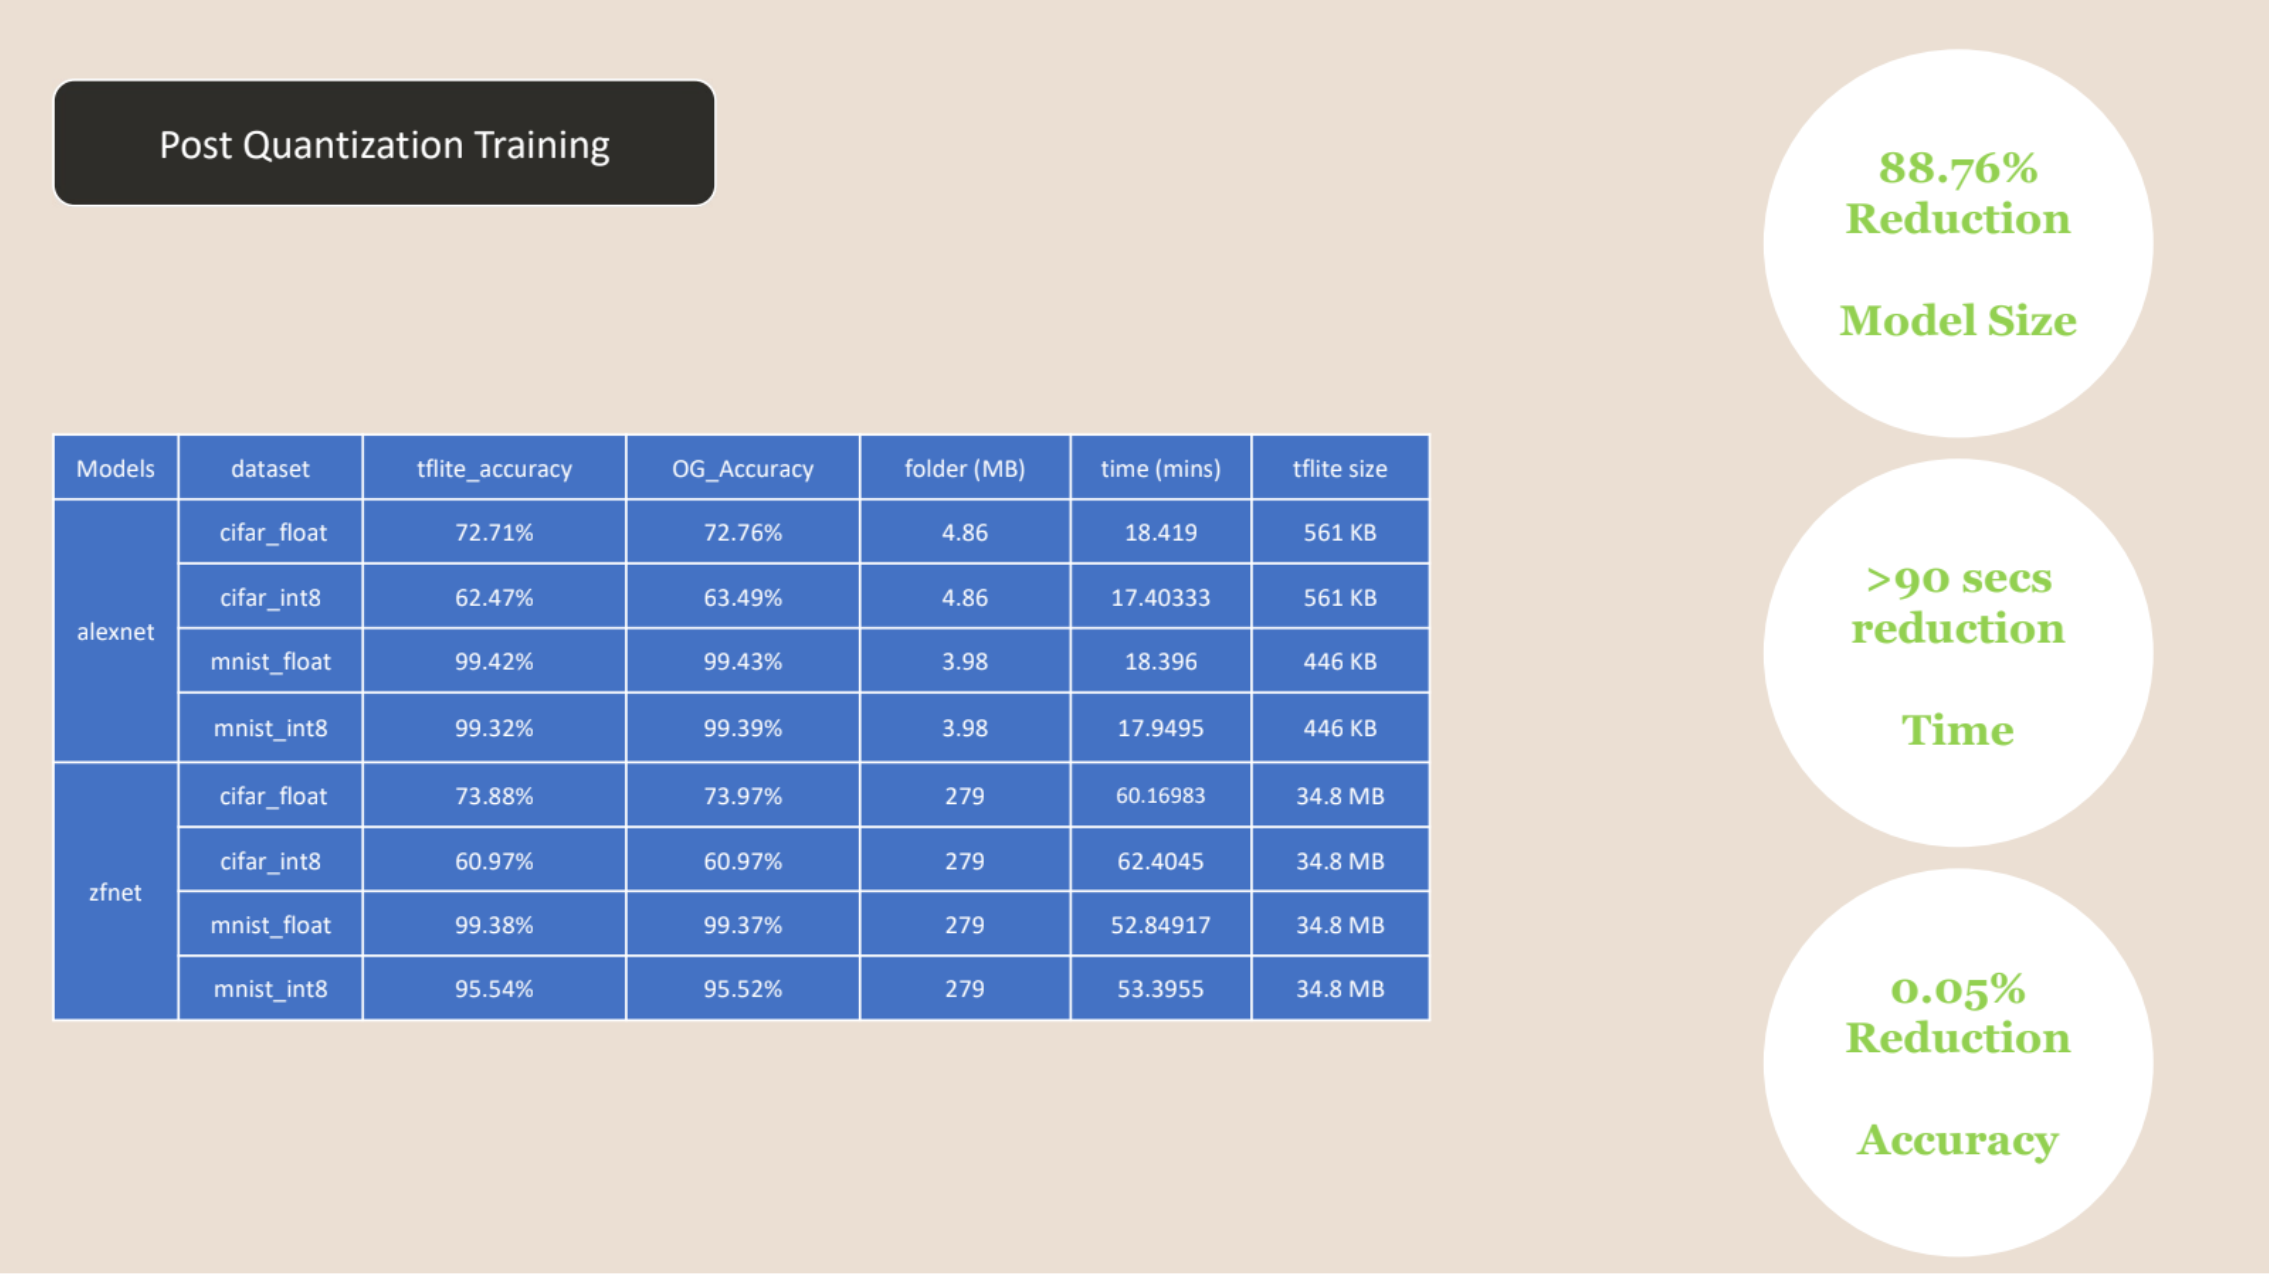 Post Quantization Training
88.76%
Reduction
Model Size
Models dataset tflite_accuracy OG_Accuracy folder (MB) time (mins) tflite size
alexnet cifar_float 72.71% 72.76% 4.86 18.419 561 KB
cifar_int8 62.47% 63.49% 4.86 17.40333 561 KB
mnist_float 99.42% 99.43% 3.98 18.396 446 KB
mnist_int8 99.32% 99.39% 3.98 17.9495 446 KB
zfnet cifar_float 73.88% 73.97% 279 60.16983 34.8 MB
cifar_int8 60.97% 60.97% 279 62.4045 34.8 MB
mnist_float 99.38% 99.37% 279 52.84917 34.8 MB
mnist_int8 95.54% 95.52% 279 53.3955 34.8 MB
>90 secs
reduction
Time
0.05%
Reduction
Accuracy